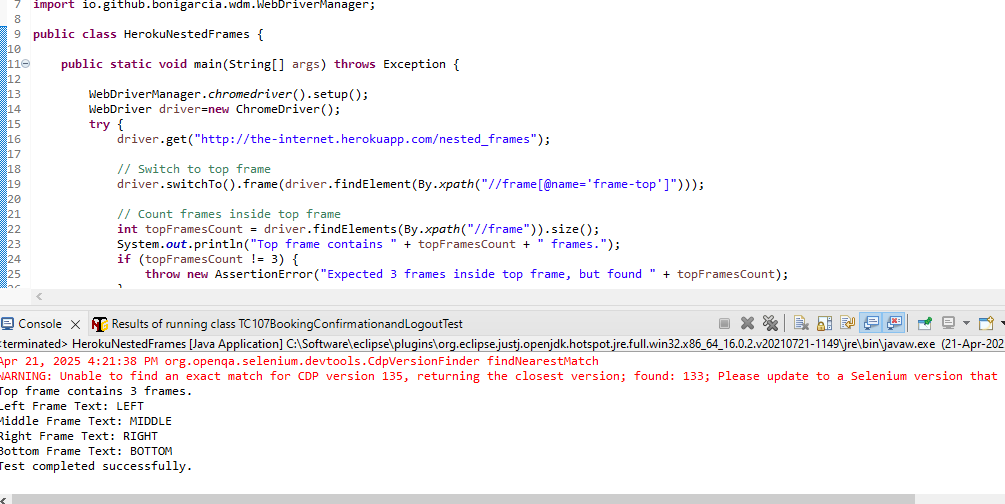 7 import io.github.bonigarcia.wdm.WebDriverManager;
8
9 public class HerokuNestedFrames {
10
11 public static void main(String[] args) throws Exception {
12
13 WebDriverManager.chromedriver().setup();
14 WebDriver driver=new ChromeDriver();
15 try {
16 driver.get("http://the-internet.herokuapp.com/nested_frames");
17
18 // Switch to top frame
19 driver.switchTo().frame(driver.findElement(By.xpath("//frame[@name='frame-top']")));
20
21 // Count frames inside top frame
22 int topFramesCount = driver.findElements(By.xpath("//frame")).size();
23 System.out.println("Top frame contains " + topFramesCount + " frames.");
24 if (topFramesCount != 3) {
25 throw new AssertionError("Expected 3 frames inside top frame, but found " + topFramesCount);
Console Results of running class TC107BookingConfirmationandLogoutTest
<terminated> HerokuNestedFrames [Java Application] C:\Software\eclipse\plugins\org.eclipse.justj.openjdk.hotspot.jre.full.win32.x86_64_16.0.2.v20210721-1149\jre\bin\javaw.exe (21-Apr-202
Apr 21, 2025 4:21:38 PM org.openqa.selenium.devtools.CdpVersionFinder findNearestMatch
WARNING: Unable to find an exact match for CDP version 135, returning the closest version; found: 133; Please update to a Selenium version that
Top frame contains 3 frames.
Left Frame Text: LEFT
Middle Frame Text: MIDDLE
Right Frame Text: RIGHT
Bottom Frame Text: BOTTOM
Test completed successfully.